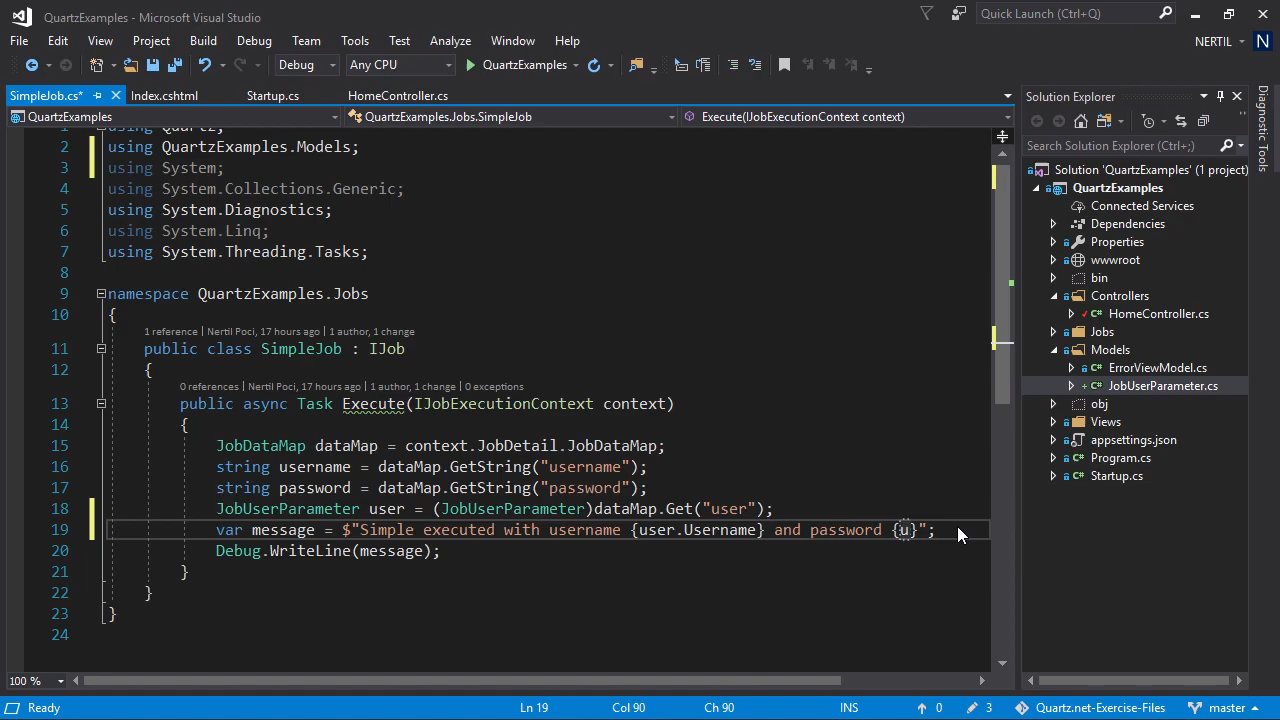 QuartzExamples - Microsoft Visual Studio
Quick Launch (Ctrl+Q)
File Edit View Project Build Debug Team Tools Test Analyze Window Help
NERTIL N
Debug Any CPU QuartzExamples
SimpleJob.cs* Index.cshtml Startup.cs HomeController.cs
QuartzExamples QuartzExamples.Jobs.SimpleJob Execute(IJobExecutionContext context)
1 using Quartz;
2 using QuartzExamples.Models;
3 using System;
4 using System.Collections.Generic;
5 using System.Diagnostics;
6 using System.Linq;
7 using System.Threading.Tasks;
8
9 namespace QuartzExamples.Jobs
10 {
1 reference | Nertil Poci, 17 hours ago | 1 author, 1 change
11 public class SimpleJob : IJob
12 {
0 references | Nertil Poci, 17 hours ago | 1 author, 1 change | 0 exceptions
13 public async Task Execute(IJobExecutionContext context)
14 {
15 JobDataMap dataMap = context.JobDetail.JobDataMap;
16 string username = dataMap.GetString("username");
17 string password = dataMap.GetString("password");
18 JobUserParameter user = (JobUserParameter)dataMap.Get("user");
19 var message = $"Simple executed with username {user.Username} and password {u}";
20 Debug.WriteLine(message);
21 }
22 }
23 }
24
100 %
Solution Explorer
Search Solution Explorer (Ctrl+;)
Solution 'QuartzExamples' (1 project)
QuartzExamples
Connected Services
Dependencies
Properties
wwwroot
bin
Controllers
HomeController.cs
Jobs
Models
ErrorViewModel.cs
JobUserParameter.cs
obj
Views
appsettings.json
Program.cs
Startup.cs
Diagnostic Tools
Ready Ln 19 Col 90 Ch 90 INS 0 3 Quartz.net-Exercise-Files master